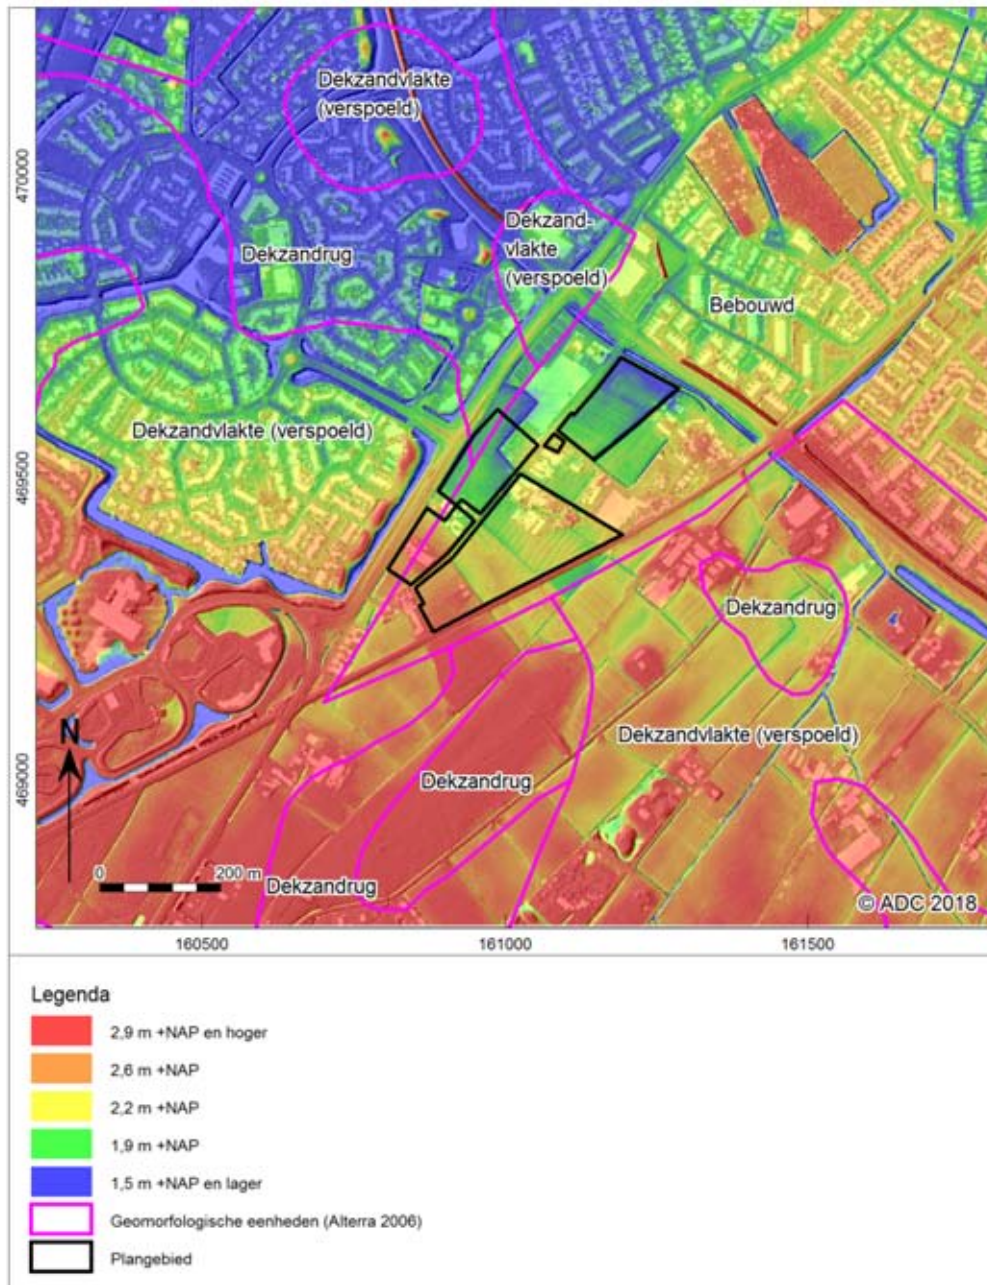 Dekzandvlakte
(verspoeld)
470000
Dekzand-
vlakte
(verspoeld)
Dekzandrug
Bebouwd
Dekzandvlakte (verspoeld)
469500
Dekzandrug
N
Dekzandvlakte (verspoeld)
469000
Dekzandrug
0 200 m
Dekzandrug
© ADC 2018
160500 161000 161500
Legenda
2,9 m +NAP en hoger
2,6 m +NAP
2,2 m +NAP
1,9 m +NAP
1,5 m +NAP en lager
Geomorfologische eenheden (Alterra 2006)
Plangebied